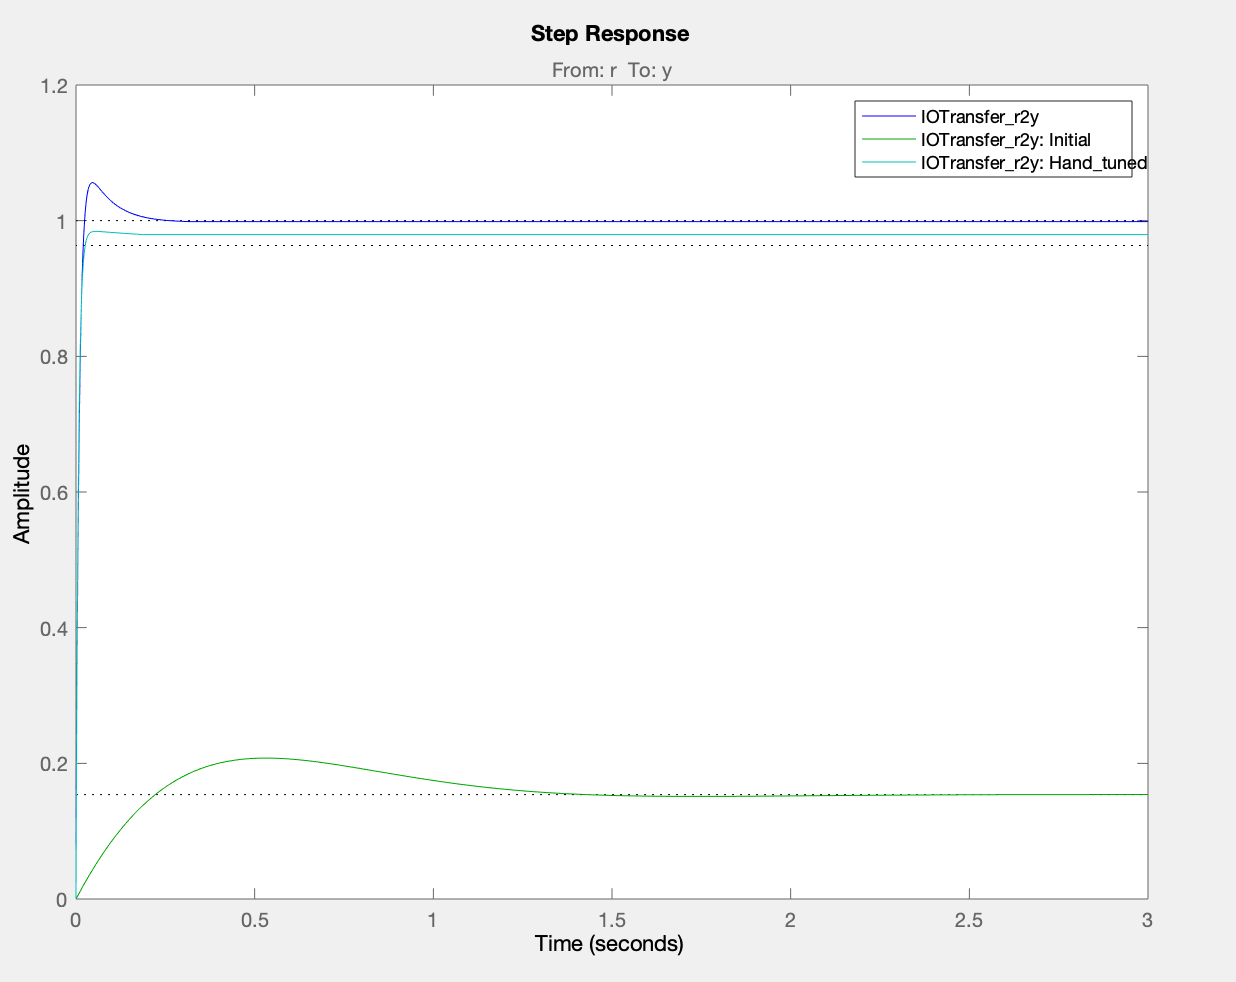 Step Response
From: r To: y
1.2
1
0.8
0.6
0.4
0.2
0
Amplitude
IOTransfer_r2y
IOTransfer_r2y: Initial
IOTransfer_r2y: Hand_tuned
0 0.5 1 1.5 2 2.5 3
Time (seconds)